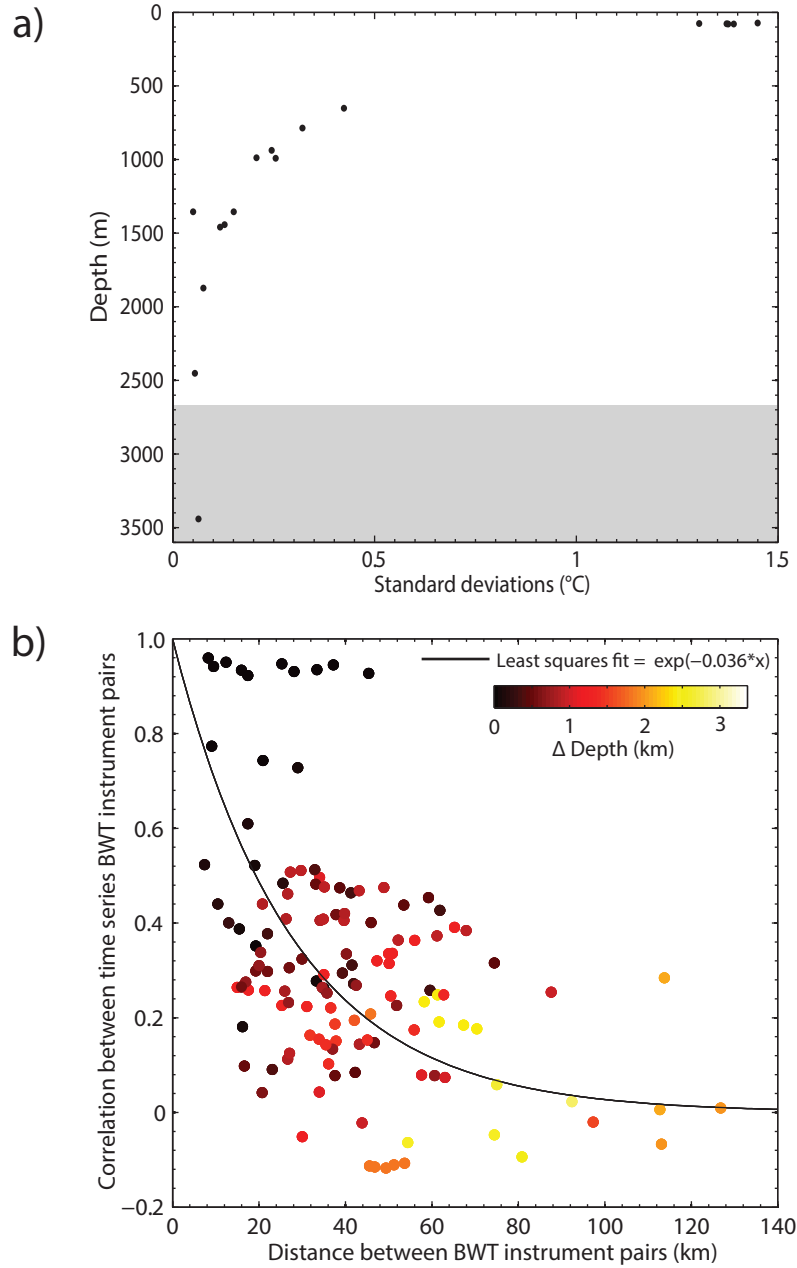 a)
0
500
1000
1500
2000
2500
3000
3500
Depth (m)
0 05 1 15
Standard deviations (°C)
b)
1.0
0.8
0.6
0.4
0.2
0
−0.2
Correlation between time series BWT instrument pairs
Least squares fit = exp(−0.036*x)
0 1 2 3
Δ Depth (km)
0 20 40 60 80 100 120 140
Distance between BWT instrument pairs (km)